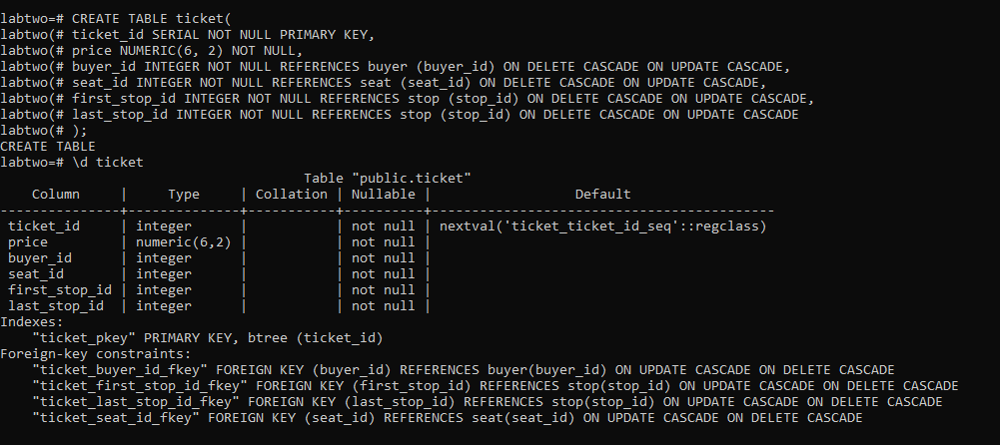 labtwo=# CREATE TABLE ticket(
labtwo(# ticket_id SERIAL NOT NULL PRIMARY KEY,
labtwo(# price NUMERIC(6, 2) NOT NULL,
labtwo(# buyer_id INTEGER NOT NULL REFERENCES buyer (buyer_id) ON DELETE CASCADE ON UPDATE CASCADE,
labtwo(# seat_id INTEGER NOT NULL REFERENCES seat (seat_id) ON DELETE CASCADE ON UPDATE CASCADE,
labtwo(# first_stop_id INTEGER NOT NULL REFERENCES stop (stop_id) ON DELETE CASCADE ON UPDATE CASCADE,
labtwo(# last_stop_id INTEGER NOT NULL REFERENCES stop (stop_id) ON DELETE CASCADE ON UPDATE CASCADE
labtwo(# );
CREATE TABLE
labtwo=# \d ticket
                                      Table "public.ticket"
    Column     |     Type     | Collation | Nullable |                  Default
---------------+--------------+-----------+----------+-------------------------------------------
 ticket_id     | integer      |           | not null | nextval('ticket_ticket_id_seq'::regclass)
 price         | numeric(6,2) |           | not null |
 buyer_id      | integer      |           | not null |
 seat_id       | integer      |           | not null |
 first_stop_id | integer      |           | not null |
 last_stop_id  | integer      |           | not null |
Indexes:
    "ticket_pkey" PRIMARY KEY, btree (ticket_id)
Foreign-key constraints:
    "ticket_buyer_id_fkey" FOREIGN KEY (buyer_id) REFERENCES buyer(buyer_id) ON UPDATE CASCADE ON DELETE CASCADE
    "ticket_first_stop_id_fkey" FOREIGN KEY (first_stop_id) REFERENCES stop(stop_id) ON UPDATE CASCADE ON DELETE CASCADE
    "ticket_last_stop_id_fkey" FOREIGN KEY (last_stop_id) REFERENCES stop(stop_id) ON UPDATE CASCADE ON DELETE CASCADE
    "ticket_seat_id_fkey" FOREIGN KEY (seat_id) REFERENCES seat(seat_id) ON UPDATE CASCADE ON DELETE CASCADE